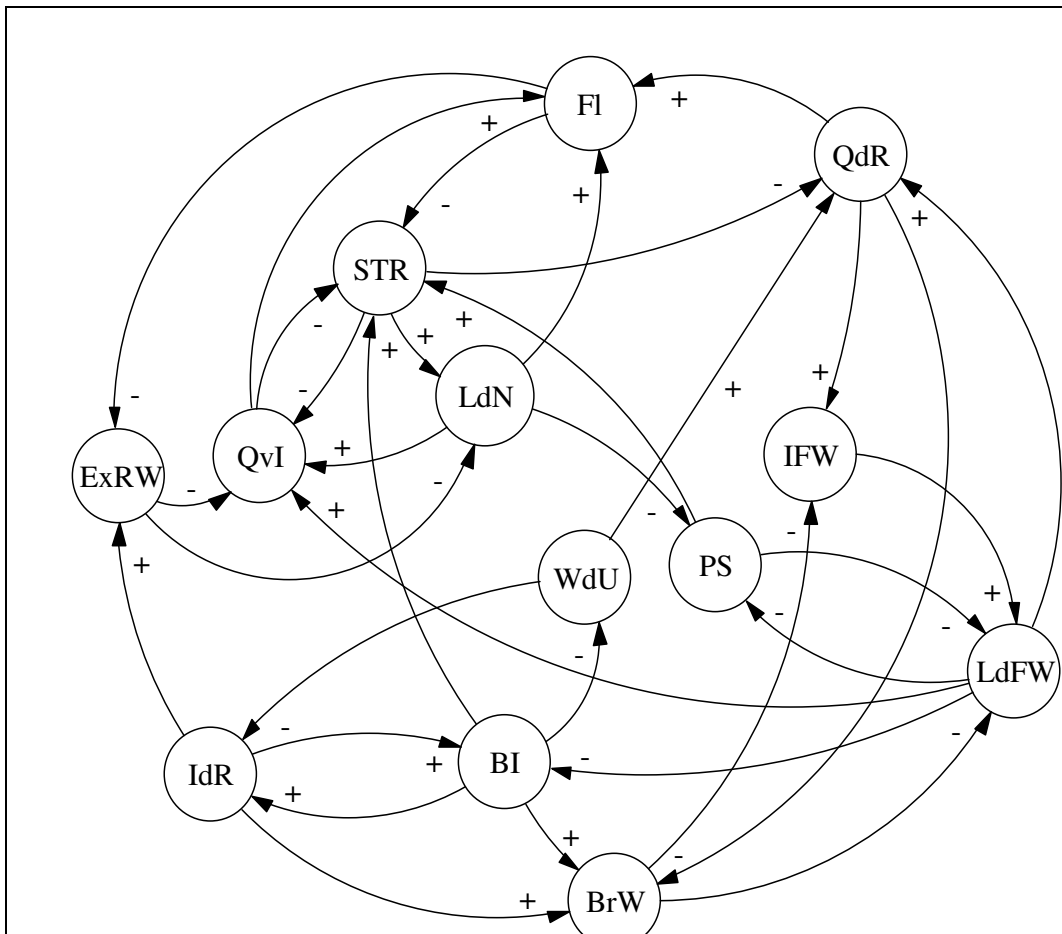 Fl
+
+
QdR
+
-
-
+
STR
-
+
+
+
-
+
LdN
-
+
IFW
QvI
+
ExRW
-
-
+
-
-
+
WdU
PS
+
-
-
-
LdFW
-
-
+
-
IdR
BI
+
+
-
-
+
BrW
+